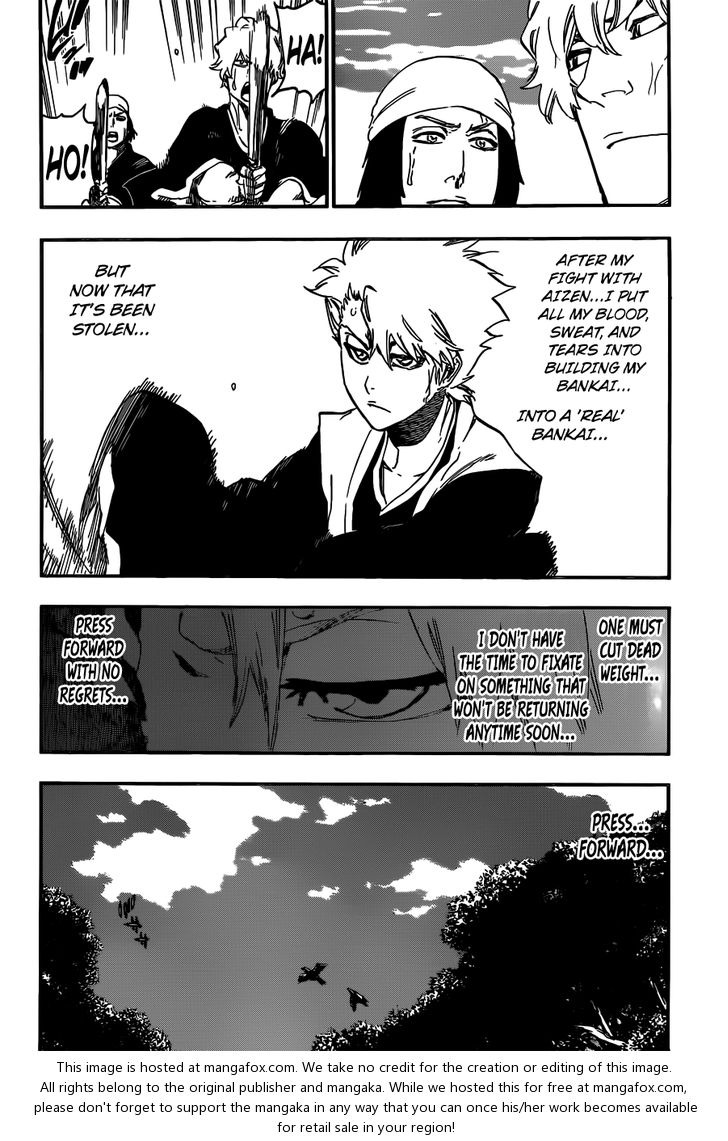 HA!
HO!
AFTER MY
FIGHT WITH
AIZEN...I PUT
ALL MY BLOOD,
SWEAT, AND
TEARS INTO
BUILDING MY
BANKAI...
INTO A 'REAL'
BANKAI...
BUT
NOW THAT
IT'S BEEN
STOLEN...
ONE MUST
CUT DEAD
WEIGHT...
I DON'T HAVE
THE TIME TO FIXATE
ON SOMETHING THAT
WON'T BE RETURNING
ANYTIME SOON...
PRESS
FORWARD
WITH NO
REGRETS...
PRESS...
FORWARD...
This image is hosted at mangafox.com. We take no credit for the creation or editing of this image.
All rights belong to the original publisher and mangaka. While we hosted this for free at mangafox.com,
please don't forget to support the mangaka in any way that you can once his/her work becomes available
for retail sale in your region!